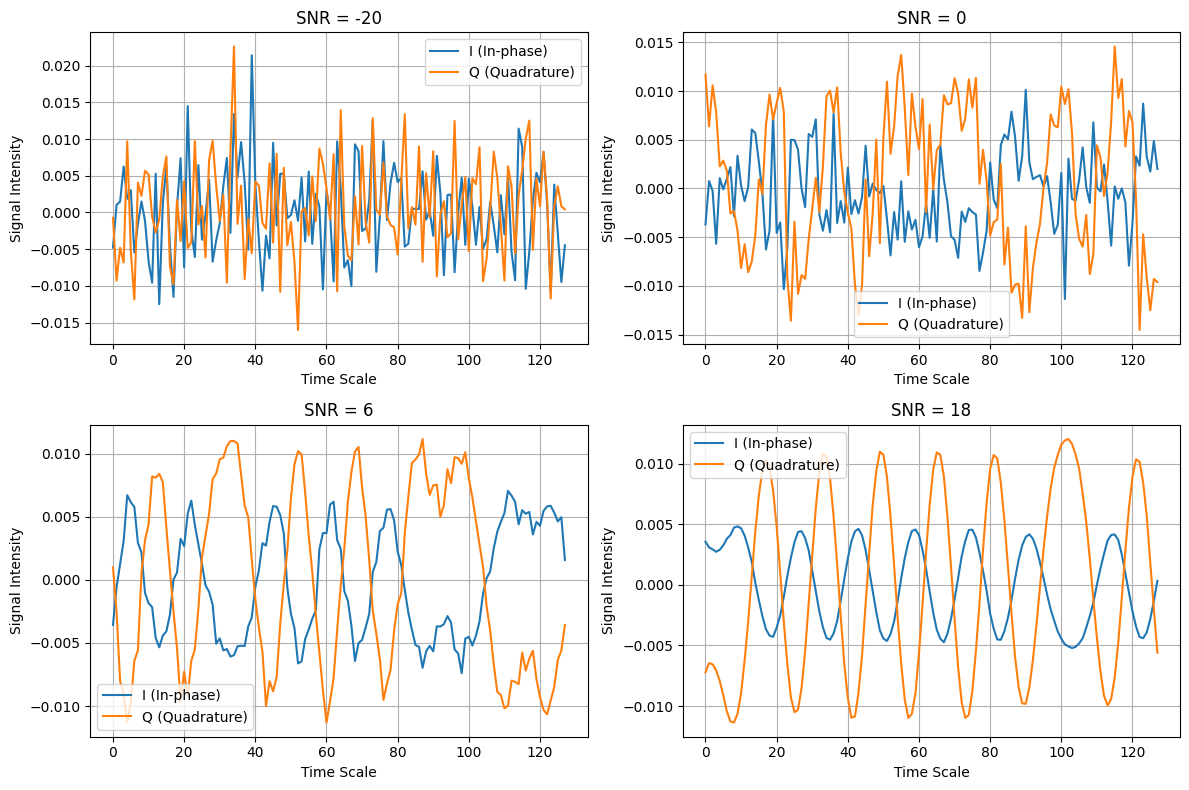 SNR = -20
Signal Intensity
0.020
0.015
0.010
0.005
0.000
−0.005
−0.010
−0.015
I (In-phase)
Q (Quadrature)
0 20 40 60 80 100 120
Time Scale
SNR = 0
Signal Intensity
0.015
0.010
0.005
0.000
−0.005
−0.010
−0.015
I (In-phase)
Q (Quadrature)
0 20 40 60 80 100 120
Time Scale
SNR = 6
Signal Intensity
0.010
0.005
0.000
−0.005
−0.010
I (In-phase)
Q (Quadrature)
0 20 40 60 80 100 120
Time Scale
SNR = 18
Signal Intensity
I (In-phase)
Q (Quadrature)
0.010
0.005
0.000
−0.005
−0.010
0 20 40 60 80 100 120
Time Scale